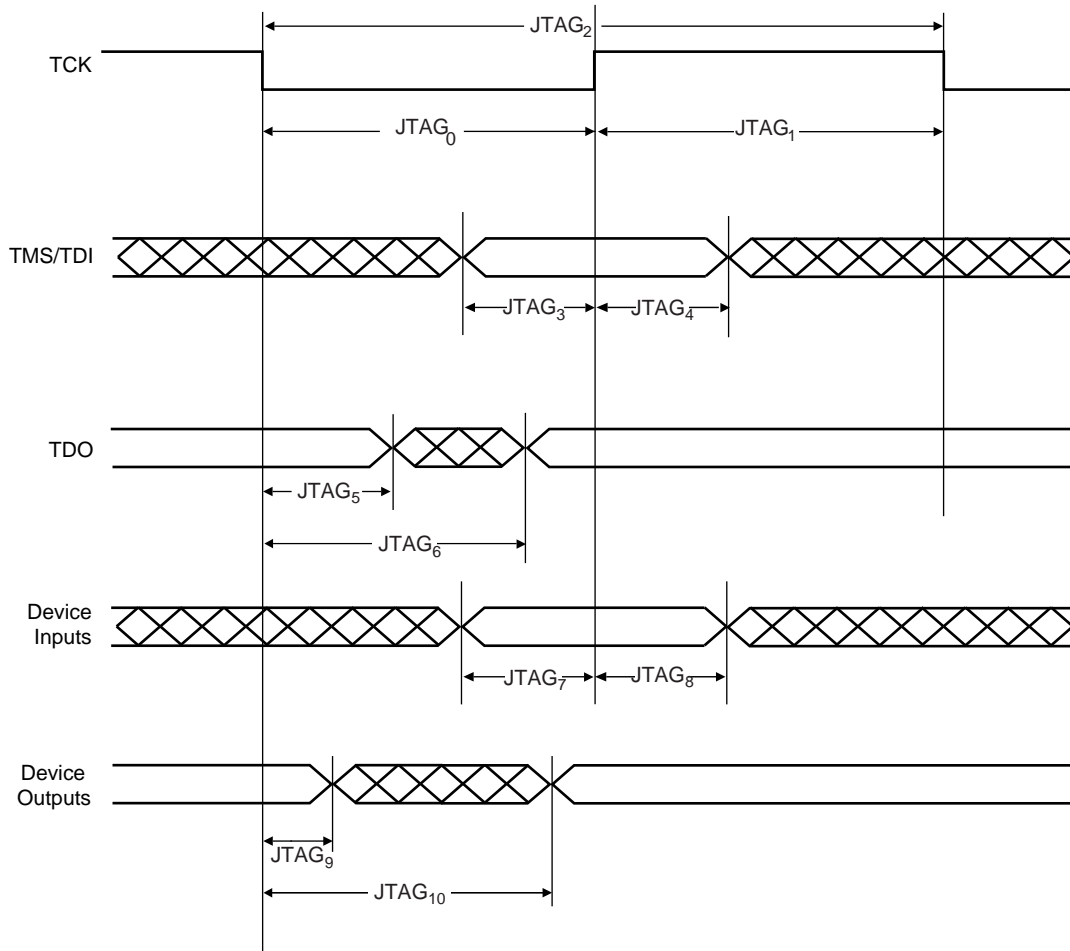 JTAG₂
TCK
JTAG₀
JTAG₁
TMS/TDI
JTAG₃
JTAG₄
TDO
JTAG₅
JTAG₆
Device
Inputs
JTAG₇
JTAG₈
Device
Outputs
JTAG₉
JTAG₁₀